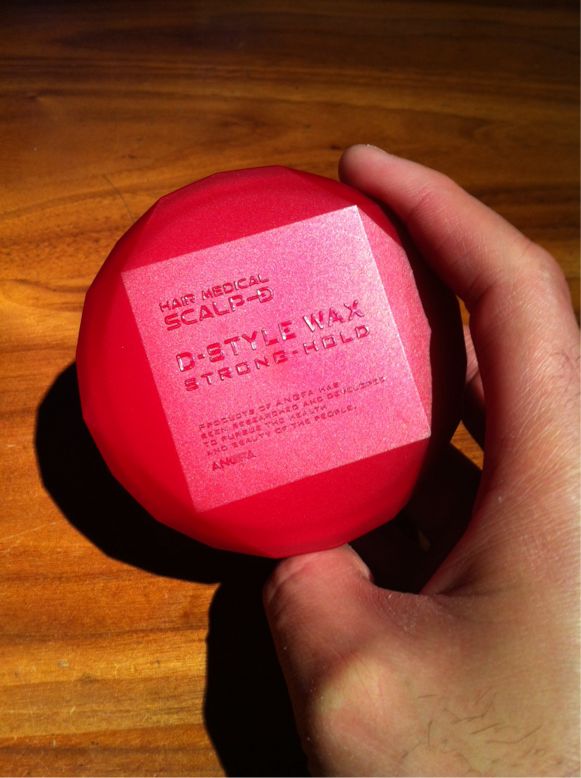 HAIR MEDICAL
SCALP-D
D-STYLE WAX
STRONG-HOLD
PRODUCTS OF ANGFA HAS
BEEN RESEARCHED AND DEVELOPED
TO PURSUE THE HEALTH
AND BEAUTY OF THE PEOPLE.
ANGFA